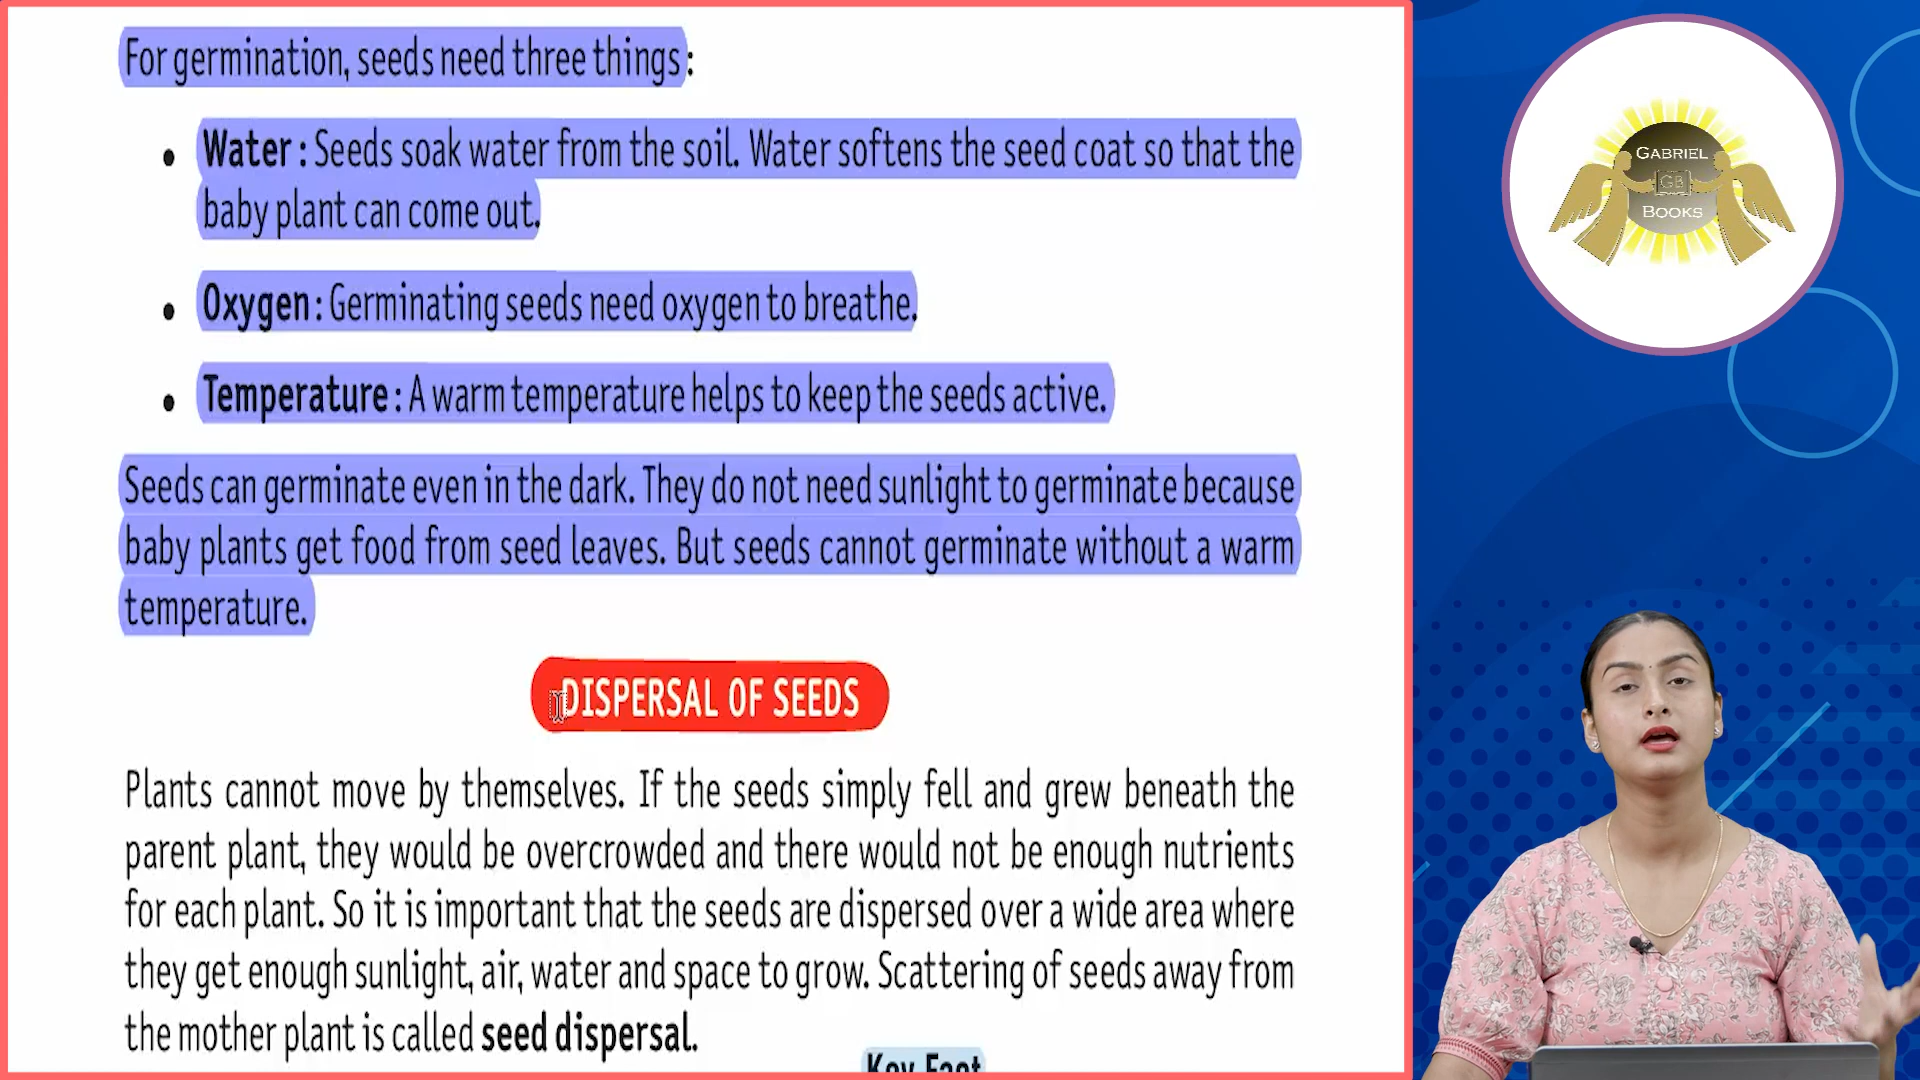 For germination, seeds need three things :
• Water : Seeds soak water from the soil. Water softens the seed coat so that the
baby plant can come out.
• Oxygen : Germinating seeds need oxygen to breathe.
• Temperature : A warm temperature helps to keep the seeds active.
Seeds can germinate even in the dark. They do not need sunlight to germinate because
baby plants get food from seed leaves. But seeds cannot germinate without a warm
temperature.
DISPERSAL OF SEEDS
Plants cannot move by themselves. If the seeds simply fell and grew beneath the
parent plant, they would be overcrowded and there would not be enough nutrients
for each plant. So it is important that the seeds are dispersed over a wide area where
they get enough sunlight, air, water and space to grow. Scattering of seeds away from
the mother plant is called seed dispersal.
Key Fact
GABRIEL
GB
BOOKS